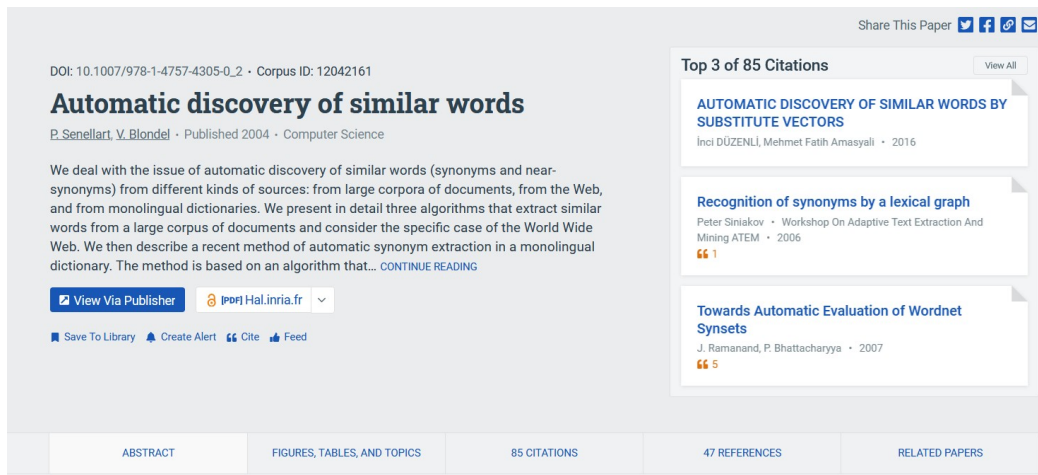 Share This Paper
DOI: 10.1007/978-1-4757-4305-0_2 • Corpus ID: 12042161
Automatic discovery of similar words
P. Senellart, V. Blondel • Published 2004 • Computer Science
We deal with the issue of automatic discovery of similar words (synonyms and near-
synonyms) from different kinds of sources: from large corpora of documents, from the Web,
and from monolingual dictionaries. We present in detail three algorithms that extract similar
words from a large corpus of documents and consider the specific case of the World Wide
Web. We then describe a recent method of automatic synonym extraction in a monolingual
dictionary. The method is based on an algorithm that... CONTINUE READING
View Via Publisher
[PDF] Hal.inria.fr
Save To Library Create Alert Cite Feed
Top 3 of 85 Citations
View All
AUTOMATIC DISCOVERY OF SIMILAR WORDS BY
SUBSTITUTE VECTORS
İnci DÜZENLİ, Mehmet Fatih Amasyali • 2016
Recognition of synonyms by a lexical graph
Peter Siniakov • Workshop On Adaptive Text Extraction And
Mining ATEM • 2006
1
Towards Automatic Evaluation of Wordnet
Synsets
J. Ramanand, P. Bhattacharyya • 2007
5
ABSTRACT
FIGURES, TABLES, AND TOPICS
85 CITATIONS
47 REFERENCES
RELATED PAPERS